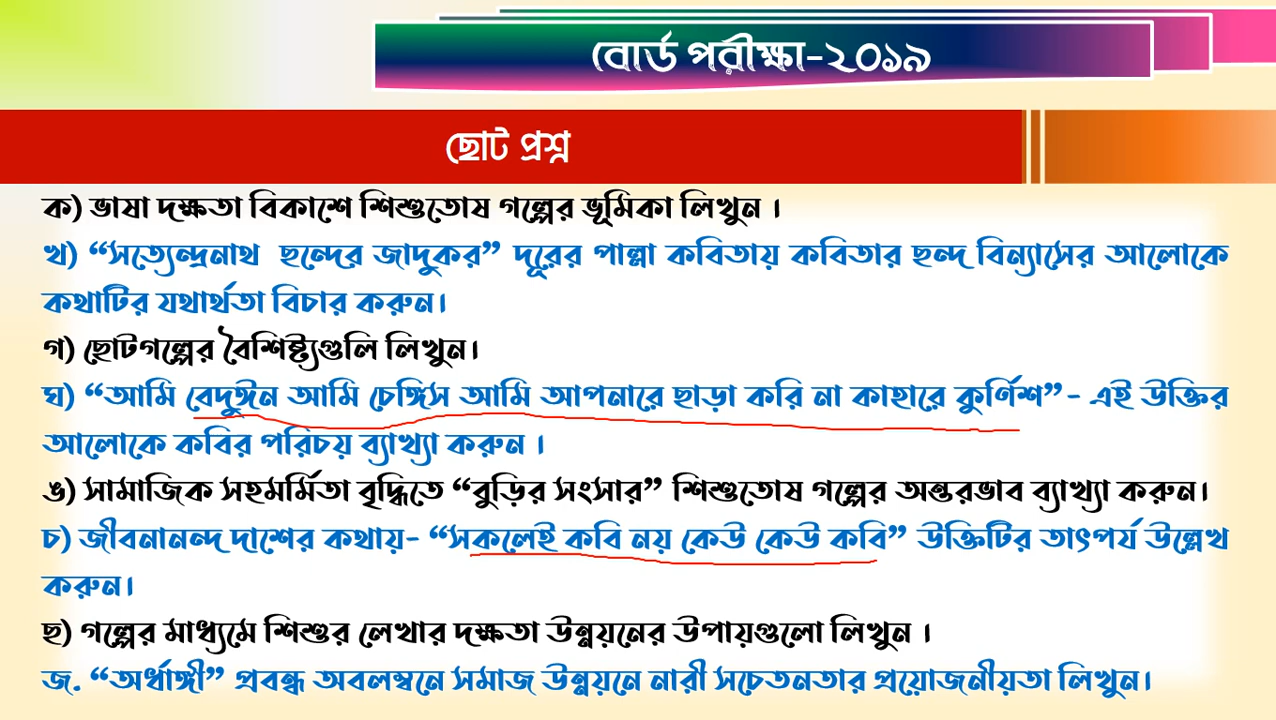 বোর্ড পরীক্ষা-২০১৯
ছোট প্রশ্ন
ক) ভাষা দক্ষতা বিকাশে শিশুতোষ গল্পের ভূমিকা লিখুন ।
খ) “সত্যেন্দ্রনাথ ছন্দের জাদুকর” দূরের পাল্লা কবিতায় কবিতার ছন্দ বিন্যাসের আলোকে
কথাটির যথার্থতা বিচার করুন।
গ) ছোটগল্পের বৈশিষ্ট্যগুলি লিখুন।
ঘ) “আমি বেদুঈন আমি চেঙ্গিস আমি আপনারে ছাড়া করি না কাহারে কুর্ণিশ”- এই উক্তির
আলোকে কবির পরিচয় ব্যাখ্যা করুন ।
ঙ) সামাজিক সহমর্মিতা বৃদ্ধিতে “বুড়ির সংসার” শিশুতোষ গল্পের অন্তরভাব ব্যাখ্যা করুন।
চ) জীবনানন্দ দাশের কথায়- “সকলেই কবি নয় কেউ কেউ কবি” উক্তিটির তাৎপর্য উল্লেখ
করুন।
ছ) গল্পের মাধ্যমে শিশুর লেখার দক্ষতা উন্নয়নের উপায়গুলো লিখুন ।
জ. “অর্ধাঙ্গী” প্রবন্ধ অবলম্বনে সমাজ উন্নয়নে নারী সচেতনতার প্রয়োজনীয়তা লিখুন।